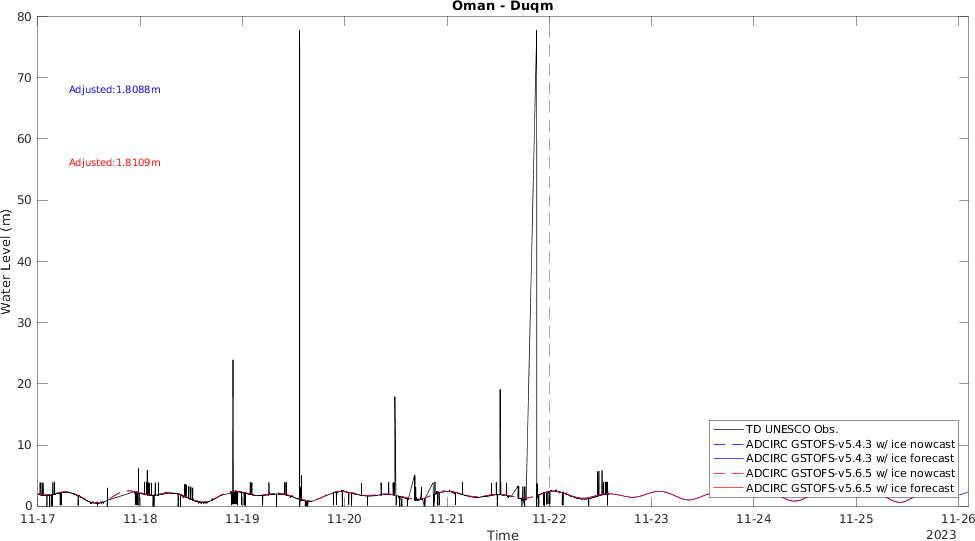 Oman - Duqm
80
70
60
50
40
30
20
10
0
Water Level (m)
Adjusted:1.8088m
Adjusted:1.8109m
TD UNESCO Obs.
ADCIRC GSTOFS-v5.4.3 w/ ice nowcast
ADCIRC GSTOFS-v5.4.3 w/ ice forecast
ADCIRC GSTOFS-v5.6.5 w/ ice nowcast
ADCIRC GSTOFS-v5.6.5 w/ ice forecast
11-17 11-18 11-19 11-20 11-21 11-22 11-23 11-24 11-25 11-26
Time
2023